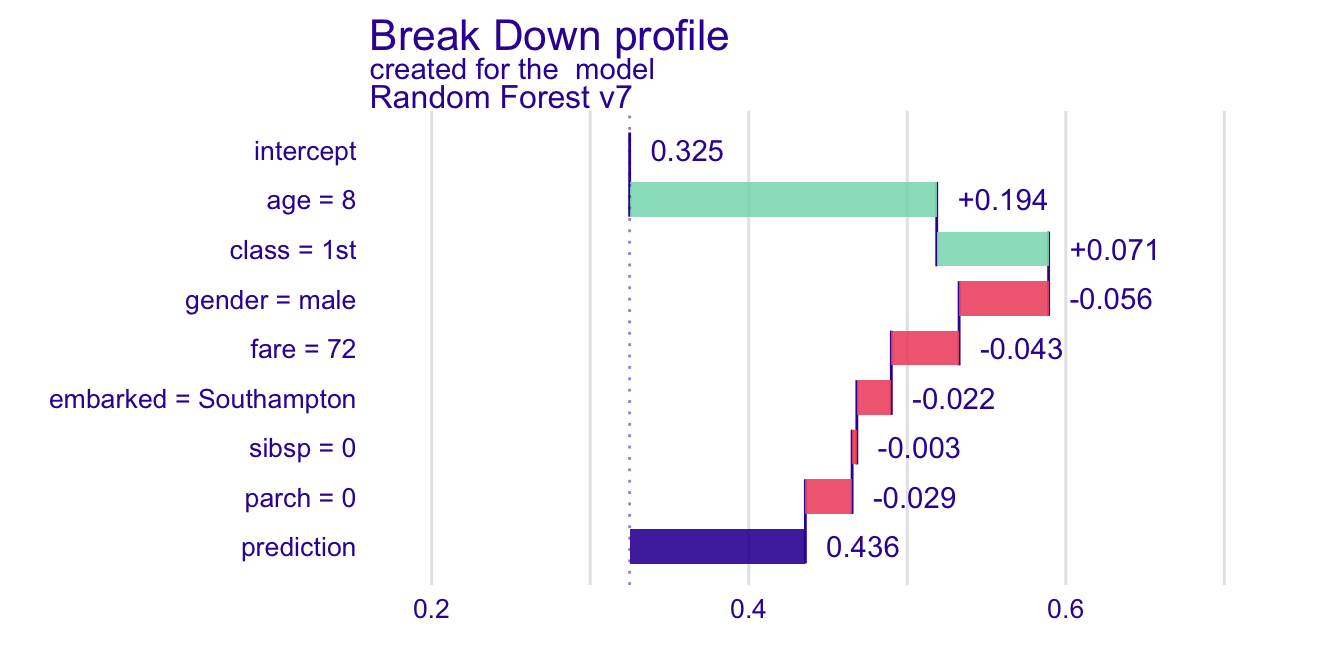 Break Down profile
created for the  model
Random Forest v7
intercept 0.325
age = 8 +0.194
class = 1st +0.071
gender = male -0.056
fare = 72 -0.043
embarked = Southampton -0.022
sibsp = 0 -0.003
parch = 0 -0.029
prediction 0.436
0.2 0.4 0.6